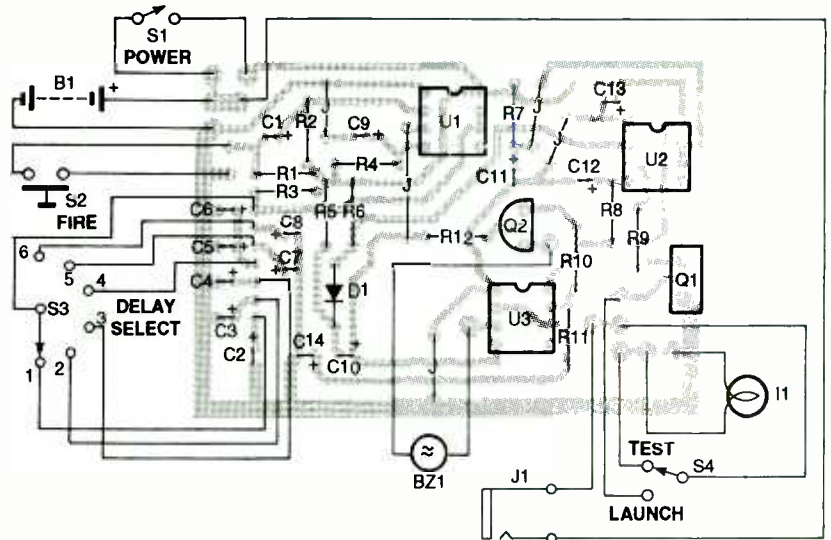 S1
POWER
B1
+
S2
FIRE
6
5
4
S3
DELAY
SELECT
3
1
2
C1 +
R2
J
C9 +
R1
R3
R4
J
U1
R7
J
J
C13
+
U2
+
C11
C12
+
C6 +
C5 +
C4
+
+
C3
C2
+
C8
+
C7
+
R5
R6
D1
C14
+
+
C10
R12
Q2
R8
R9
R10
Q1
U3
R11
J
I1
BZ1
≈
J1
TEST
S4
LAUNCH